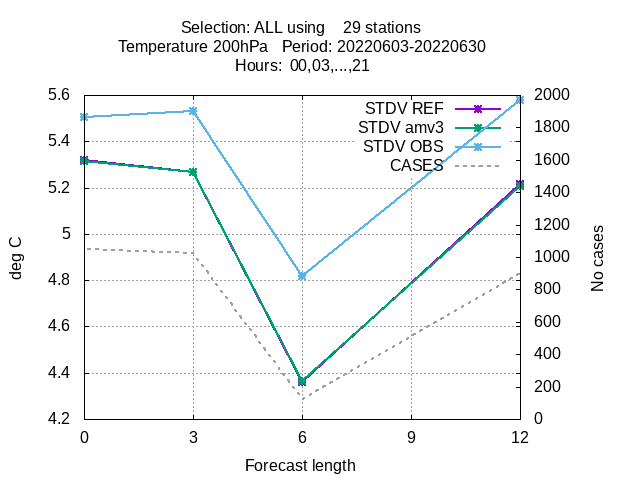 Selection: ALL using    29 stations
Temperature 200hPa   Period: 20220603-20220630
Hours:  00,03,...,21
STDV REF
STDV amv3
STDV OBS
CASES
5.6
5.4
5.2
5
4.8
4.6
4.4
4.2
deg C
2000
1800
1600
1400
1200
1000
800
600
400
200
0
No cases
0 3 6 9 12
Forecast length